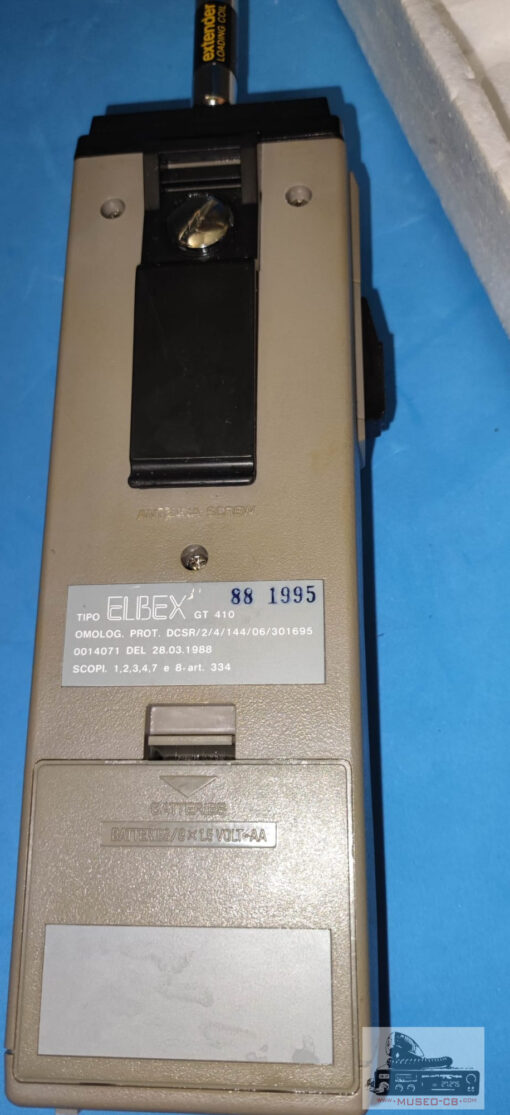 extender
LOADING COIL
ANTENNA SCREW
TIPO ELBEX GT 410
88 1995
OMOLOG. PROT. DCSR/2/4/144/06/301695
0014071 DEL 28.03.1988
SCOPI. 1,2,3,4,7 e 8-art. 334
BATTERIES
1.5 VOLT-AA
WWW.MUSEO-CB.COM